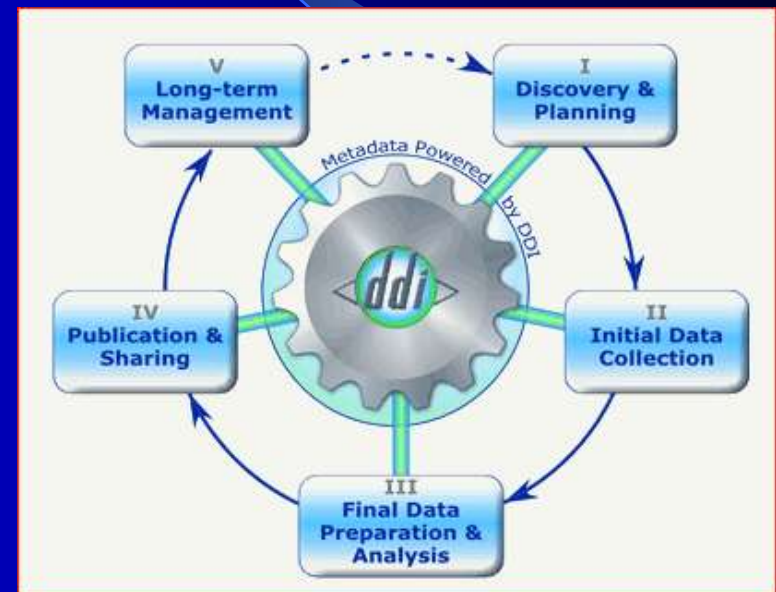 V
Long-term
Management
I
Discovery &
Planning
Metadata Powered by DDI
ddi
IV
Publication &
Sharing
II
Initial Data
Collection
III
Final Data
Preparation &
Analysis